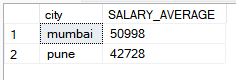 city SALARY_AVERAGE
1 mumbai 50998
2 pune 42728